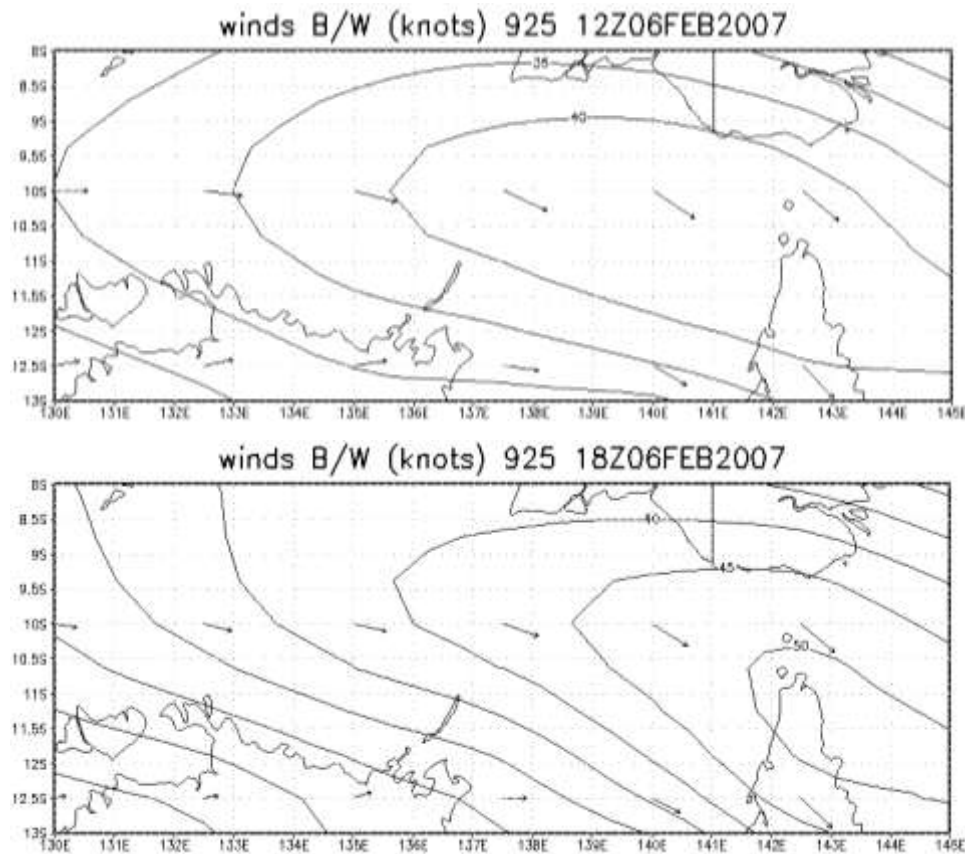 winds B/W (knots) 925 12Z06FEB2007
8S
35
8.5S
9S
40
9.5S
10S
10.5S
11S
11.5S
12S
12.5S
13S
130E 131E 132E 133E 134E 135E 136E 137E 138E 139E 140E 141E 142E 143E 144E 145E
winds B/W (knots) 925 18Z06FEB2007
8S
8.5S
40
9S
45
9.5S
10S
10.5S
50
11S
11.5S
12S
12.5S
13S
130E 131E 132E 133E 134E 135E 136E 137E 138E 139E 140E 141E 142E 143E 144E 145E